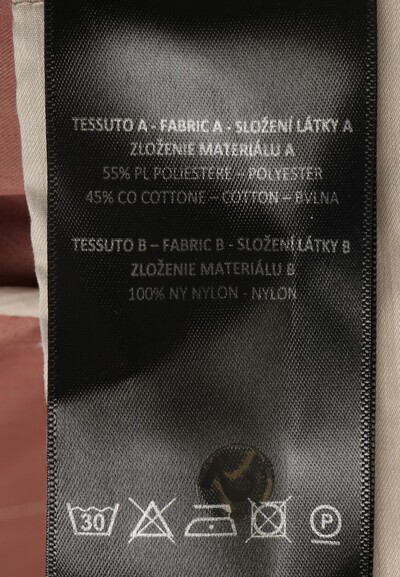 TESSUTO A - FABRIC A - SLOŽENÍ LÁTKY A
ZLOŽENIE MATERIÁLU A
55% PL POLIESTERE – POLYESTER
45% CO COTTONE – COTTON – BVLNA
TESSUTO B – FABRIC B - SLOŽENÍ LÁTKY B
ZLOŽENIE MATERIÁLU B
100% NY NYLON - NYLON
30 P